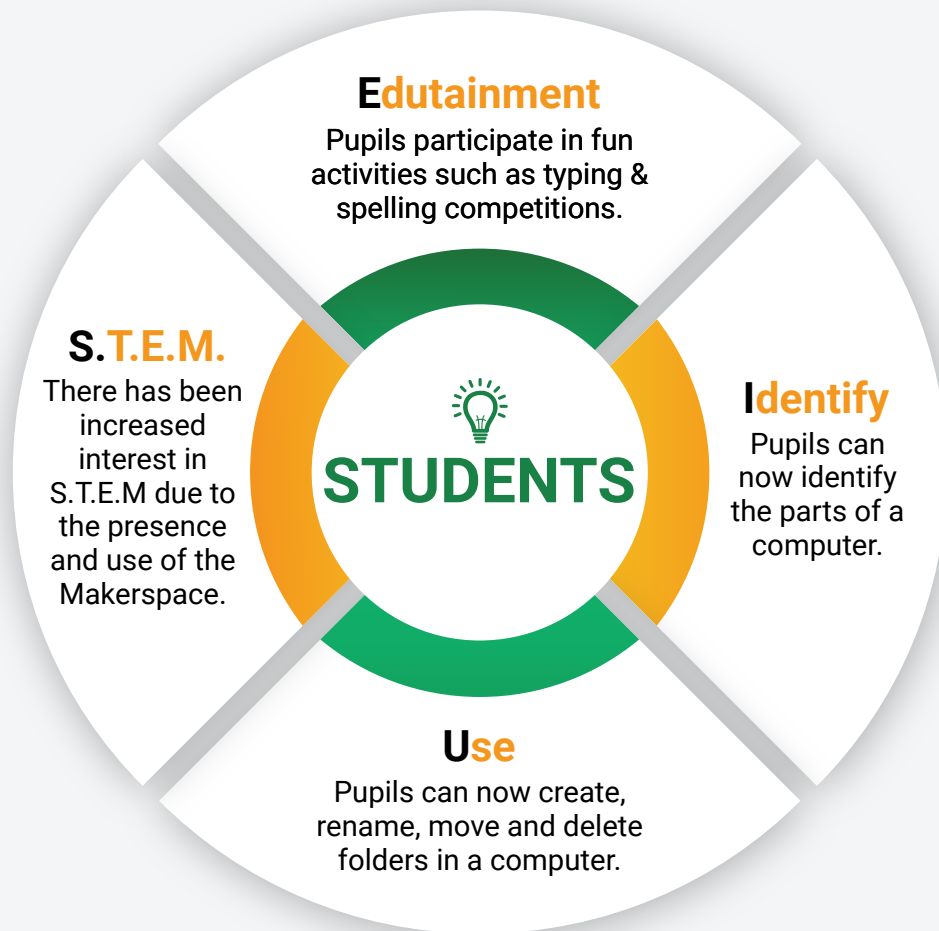 Edutainment
Pupils participate in fun
activities such as typing &
spelling competitions.
S.T.E.M.
There has been
increased
interest in
S.T.E.M due to
the presence
and use of the
Makerspace.
STUDENTS
Identify
Pupils can
now identify
the parts of a
computer.
Use
Pupils can now create,
rename, move and delete
folders in a computer.